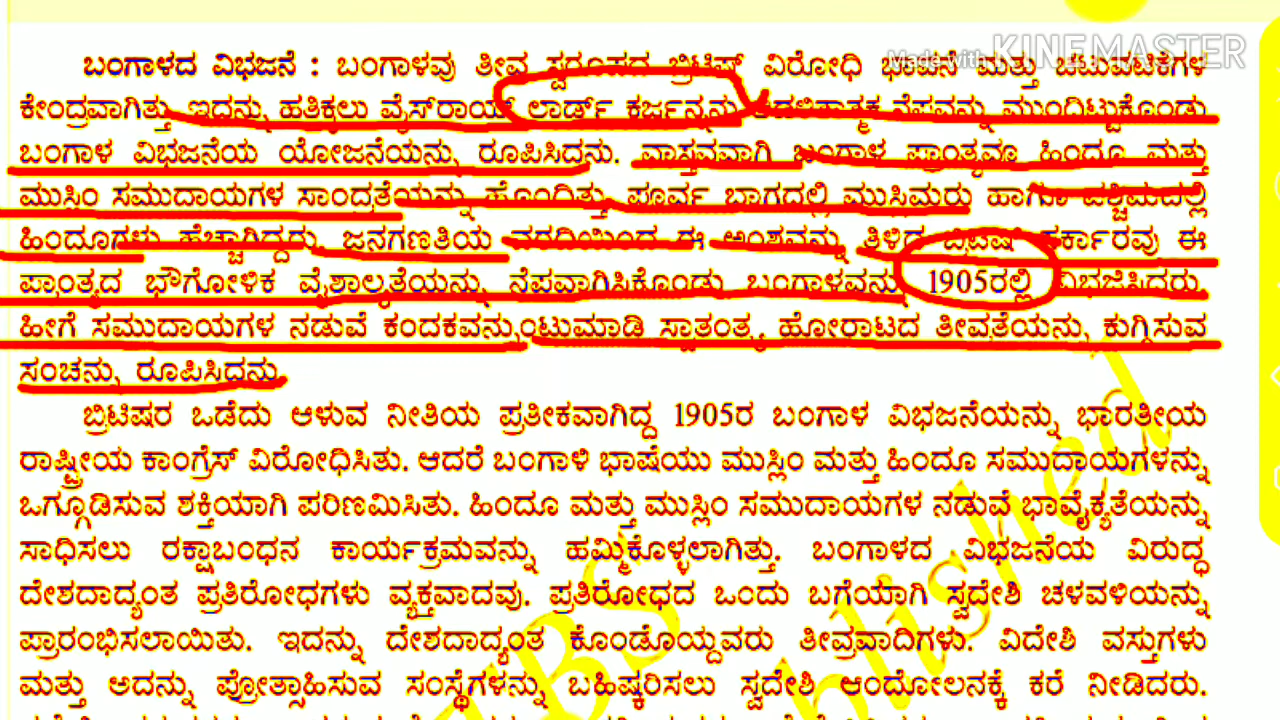 Made with KINEMASTER
ಬಂಗಾಳದ ವಿಭಜನೆ : ಬಂಗಾಳವು ತೀವ್ರ ಸ್ವರೂಪದ ಬ್ರಿಟಿಷ್ ವಿರೋಧಿ ಭಾವನೆ ಮತ್ತು ಚಟುವಟಿಕೆಗಳ
ಕೇಂದ್ರವಾಗಿತ್ತು ಇದನ್ನು ಹತ್ತಿಕ್ಕಲು ವೈಸ್‌ರಾಯ್ ಲಾರ್ಡ್ ಕರ್ಜನ್ನನು ನೆಪವನ್ನು ಮುಂದಿಟ್ಟುಕೊಂಡು
ಬಂಗಾಳ ವಿಭಜನೆಯ ಯೋಜನೆಯನ್ನು ರೂಪಿಸಿದನು. ವಾಸ್ತವವಾಗಿ ಬಂಗಾಳ ಪ್ರಾಂತ್ಯವೂ ಹಿಂದೂ ಮತ್ತು
ಮುಸ್ಲಿಂ ಸಮುದಾಯಗಳ ಸಾಂದ್ರತೆಯನ್ನು ಹೊಂದಿತ್ತು ಪೂರ್ವ ಬಾಗದಲ್ಲಿ ಮುಸ್ಲಿಮರು ಹಾಗೂ ಪಶ್ಚಿಮದಲ್ಲಿ
ಹಿಂದೂಗಳು ಹೆಚ್ಚಾಗಿದ್ದರು ಜನಗಣತಿಯ ವರದಿಯಿಂದ ಈ ಅಂಶವನ್ನು ತಿಳಿದ ಬ್ರಿಟಿಷ್ ಸರ್ಕಾರವು ಈ
ಪ್ರಾಂತ್ಯದ ಭೌಗೋಳಿಕ ವೈಶಾಲ್ಯತೆಯನ್ನು ನೆಪವಾಗಿಸಿಕೊಂಡು ಬಂಗಾಳವನ್ನು 1905ರಲ್ಲಿ ವಿಭಜಿಸಿದರು.
ಹೀಗೆ ಸಮುದಾಯಗಳ ನಡುವೆ ಕಂದಕವನ್ನುಂಟುಮಾಡಿ ಸ್ವಾತಂತ್ರ್ಯ ಹೋರಾಟದ ತೀವ್ರತೆಯನ್ನು ಕುಗ್ಗಿಸುವ
ಸಂಚನ್ನು ರೂಪಿಸಿದನು
ಬ್ರಿಟಿಷರ ಒಡೆದು ಆಳುವ ನೀತಿಯ ಪ್ರತೀಕವಾಗಿದ್ದ 1905ರ ಬಂಗಾಳ ವಿಭಜನೆಯನ್ನು ಭಾರತೀಯ
ರಾಷ್ಟ್ರೀಯ ಕಾಂಗ್ರೆಸ್ ವಿರೋಧಿಸಿತು. ಆದರೆ ಬಂಗಾಳಿ ಭಾಷೆಯು ಮುಸ್ಲಿಂ ಮತ್ತು ಹಿಂದೂ ಸಮುದಾಯಗಳನ್ನು
ಒಗ್ಗೂಡಿಸುವ ಶಕ್ತಿಯಾಗಿ ಪರಿಣಮಿಸಿತು. ಹಿಂದೂ ಮತ್ತು ಮುಸ್ಲಿಂ ಸಮುದಾಯಗಳ ನಡುವೆ ಭಾವೈಕ್ಯತೆಯನ್ನು
ಸಾಧಿಸಲು ರಕ್ಷಾಬಂಧನ ಕಾರ್ಯಕ್ರಮವನ್ನು ಹಮ್ಮಿಕೊಳ್ಳಲಾಗಿತ್ತು. ಬಂಗಾಳದ ವಿಭಜನೆಯ ವಿರುದ್ಧ
ದೇಶದಾದ್ಯಂತ ಪ್ರತಿರೋಧಗಳು ವ್ಯಕ್ತವಾದವು. ಪ್ರತಿರೋಧದ ಒಂದು ಬಗೆಯಾಗಿ ಸ್ವದೇಶಿ ಚಳವಳಿಯನ್ನು
ಪ್ರಾರಂಭಿಸಲಾಯಿತು. ಇದನ್ನು ದೇಶದಾದ್ಯಂತ ಕೊಂಡೊಯ್ದವರು ತೀವ್ರವಾದಿಗಳು. ವಿದೇಶಿ ವಸ್ತುಗಳು
ಮತ್ತು ಅದನ್ನು ಪ್ರೋತ್ಸಾಹಿಸುವ ಸಂಸ್ಥೆಗಳನ್ನು ಬಹಿಷ್ಕರಿಸಲು ಸ್ವದೇಶಿ ಆಂದೋಲನಕ್ಕೆ ಕರೆ ನೀಡಿದರು.